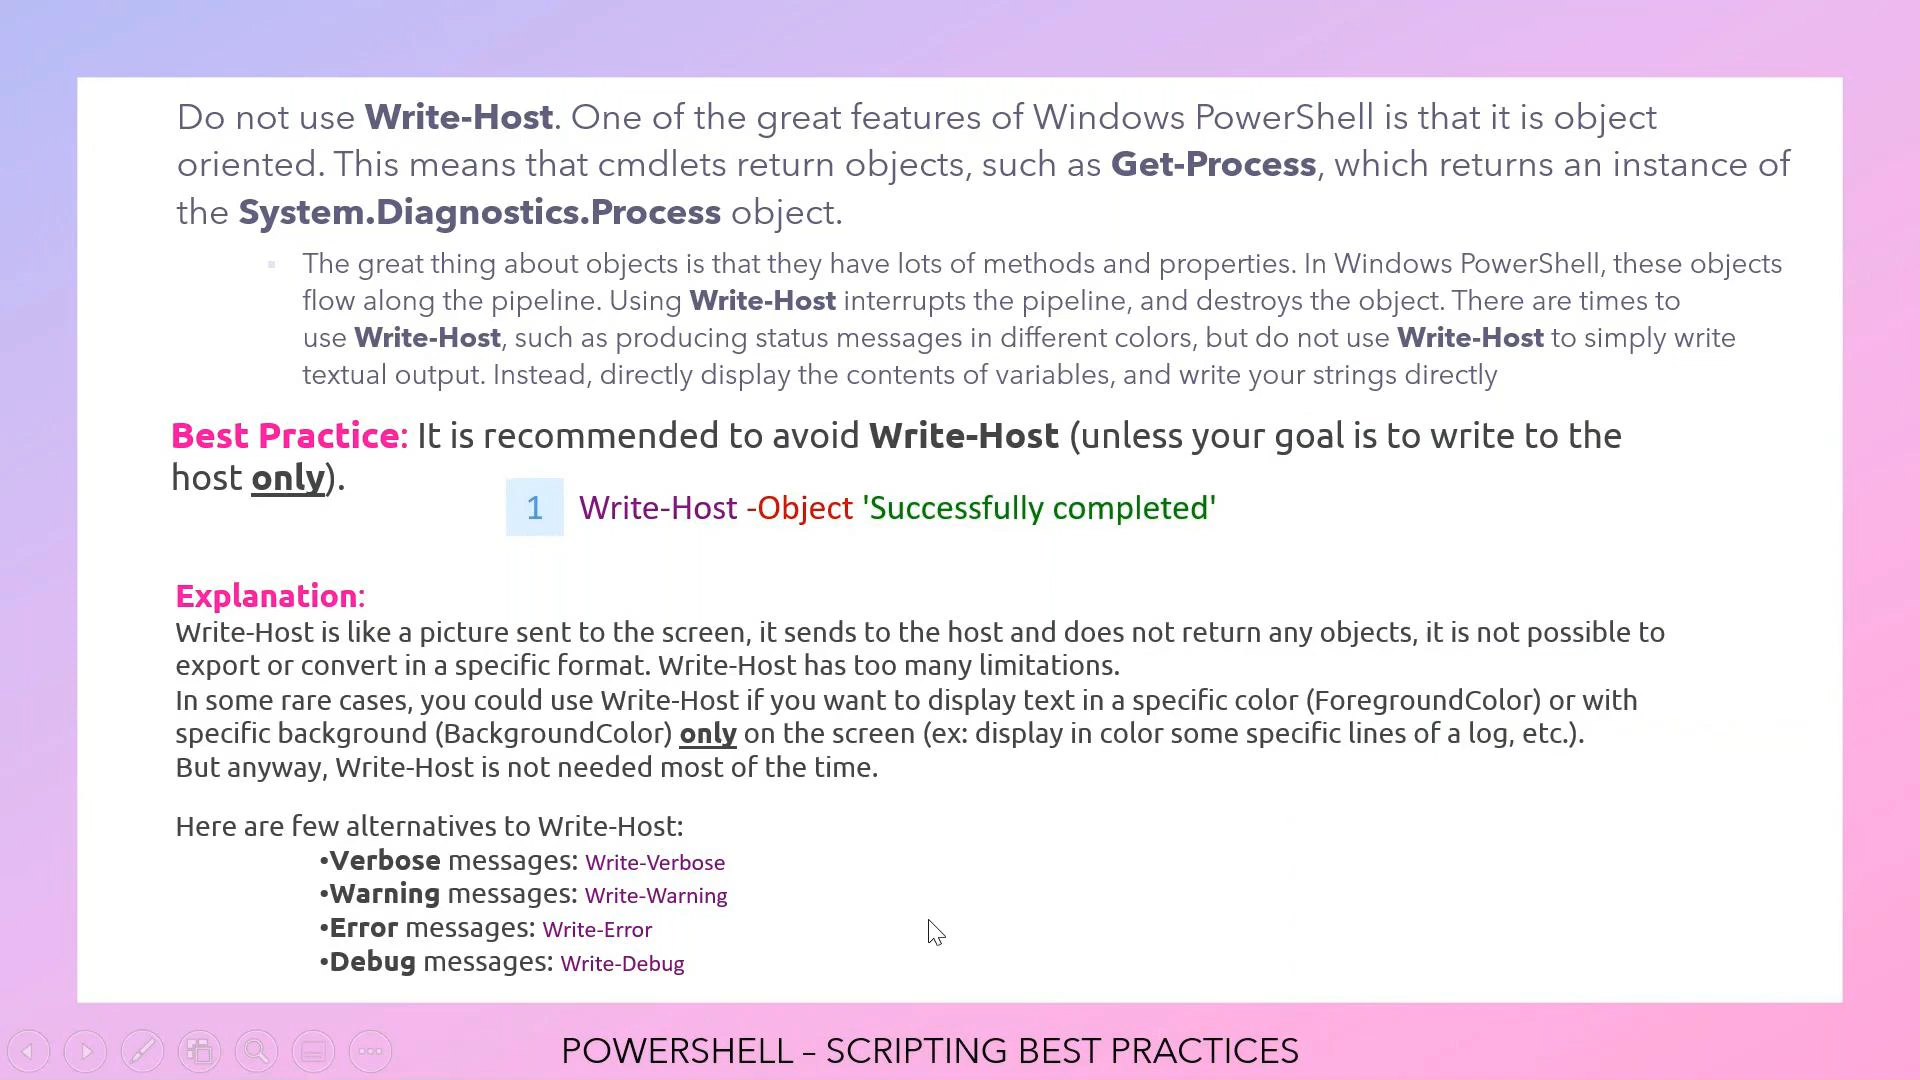 Do not use Write-Host. One of the great features of Windows PowerShell is that it is object
oriented. This means that cmdlets return objects, such as Get-Process, which returns an instance of
the System.Diagnostics.Process object.
▪ The great thing about objects is that they have lots of methods and properties. In Windows PowerShell, these objects
flow along the pipeline. Using Write-Host interrupts the pipeline, and destroys the object. There are times to
use Write-Host, such as producing status messages in different colors, but do not use Write-Host to simply write
textual output. Instead, directly display the contents of variables, and write your strings directly
Best Practice: It is recommended to avoid Write-Host (unless your goal is to write to the
host only).
1 Write-Host -Object 'Successfully completed'
Explanation:
Write-Host is like a picture sent to the screen, it sends to the host and does not return any objects, it is not possible to
export or convert in a specific format. Write-Host has too many limitations.
In some rare cases, you could use Write-Host if you want to display text in a specific color (ForegroundColor) or with
specific background (BackgroundColor) only on the screen (ex: display in color some specific lines of a log, etc.).
But anyway, Write-Host is not needed most of the time.
Here are few alternatives to Write-Host:
•Verbose messages: Write-Verbose
•Warning messages: Write-Warning
•Error messages: Write-Error
•Debug messages: Write-Debug
POWERSHELL – SCRIPTING BEST PRACTICES